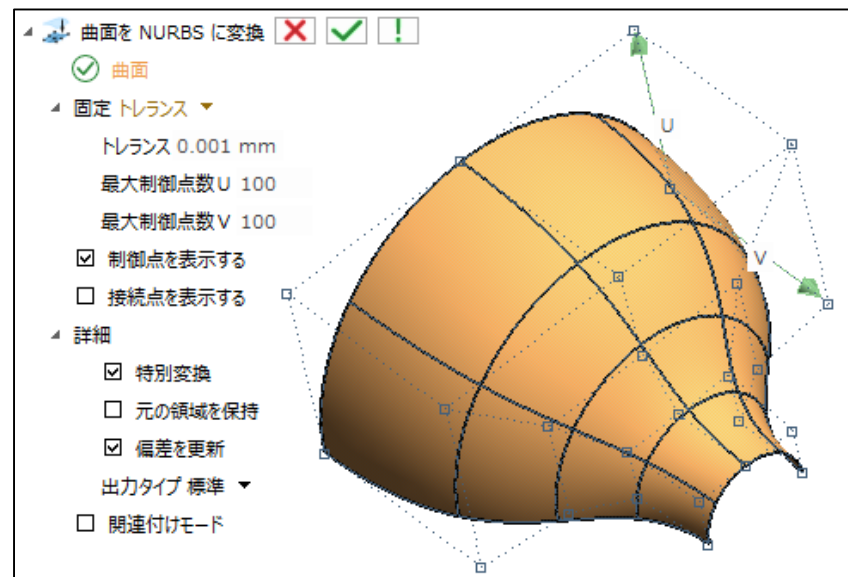 曲面を NURBS に変換
曲面
固定 トレランス
トレランス 0.001 mm
最大制御点数 U 100
最大制御点数 V 100
制御点を表示する
接続点を表示する
詳細
特別変換
元の領域を保持
偏差を更新
出力タイプ 標準
関連付けモード
U
V